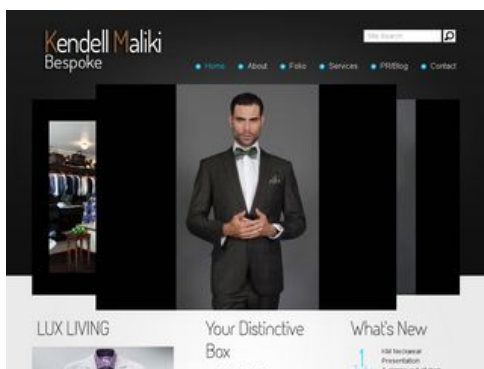 Kendell Maliki
Bespoke
Site Search
Home About Folio Services PR/Blog Contact
LUX LIVING
Your Distinctive
Box
What's New
KM Neckwear
Presentation